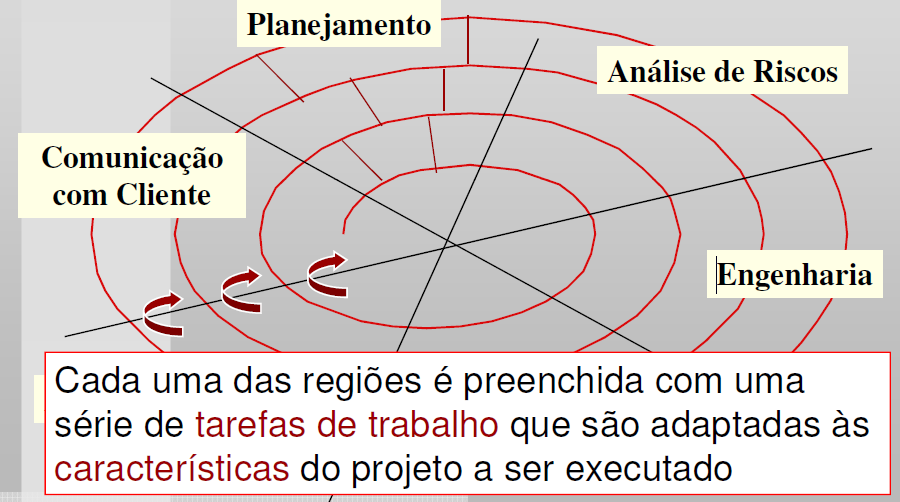 Planejamento
Análise de Riscos
Comunicação
com Cliente
Engenharia
Cada uma das regiões é preenchida com uma
série de tarefas de trabalho que são adaptadas às
características do projeto a ser executado